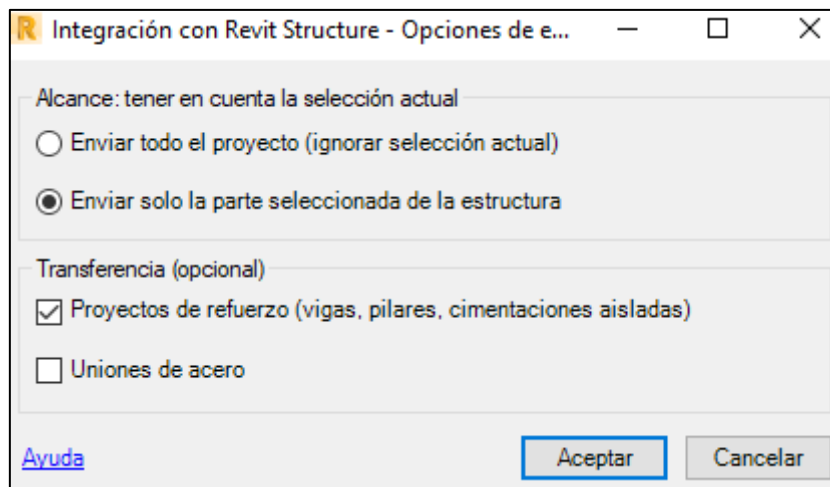 R Integración con Revit Structure - Opciones de e...
Alcance: tener en cuenta la selección actual
Enviar todo el proyecto (ignorar selección actual)
Enviar solo la parte seleccionada de la estructura
Transferencia (opcional)
Proyectos de refuerzo (vigas, pilares, cimentaciones aisladas)
Uniones de acero
Ayuda
Aceptar
Cancelar